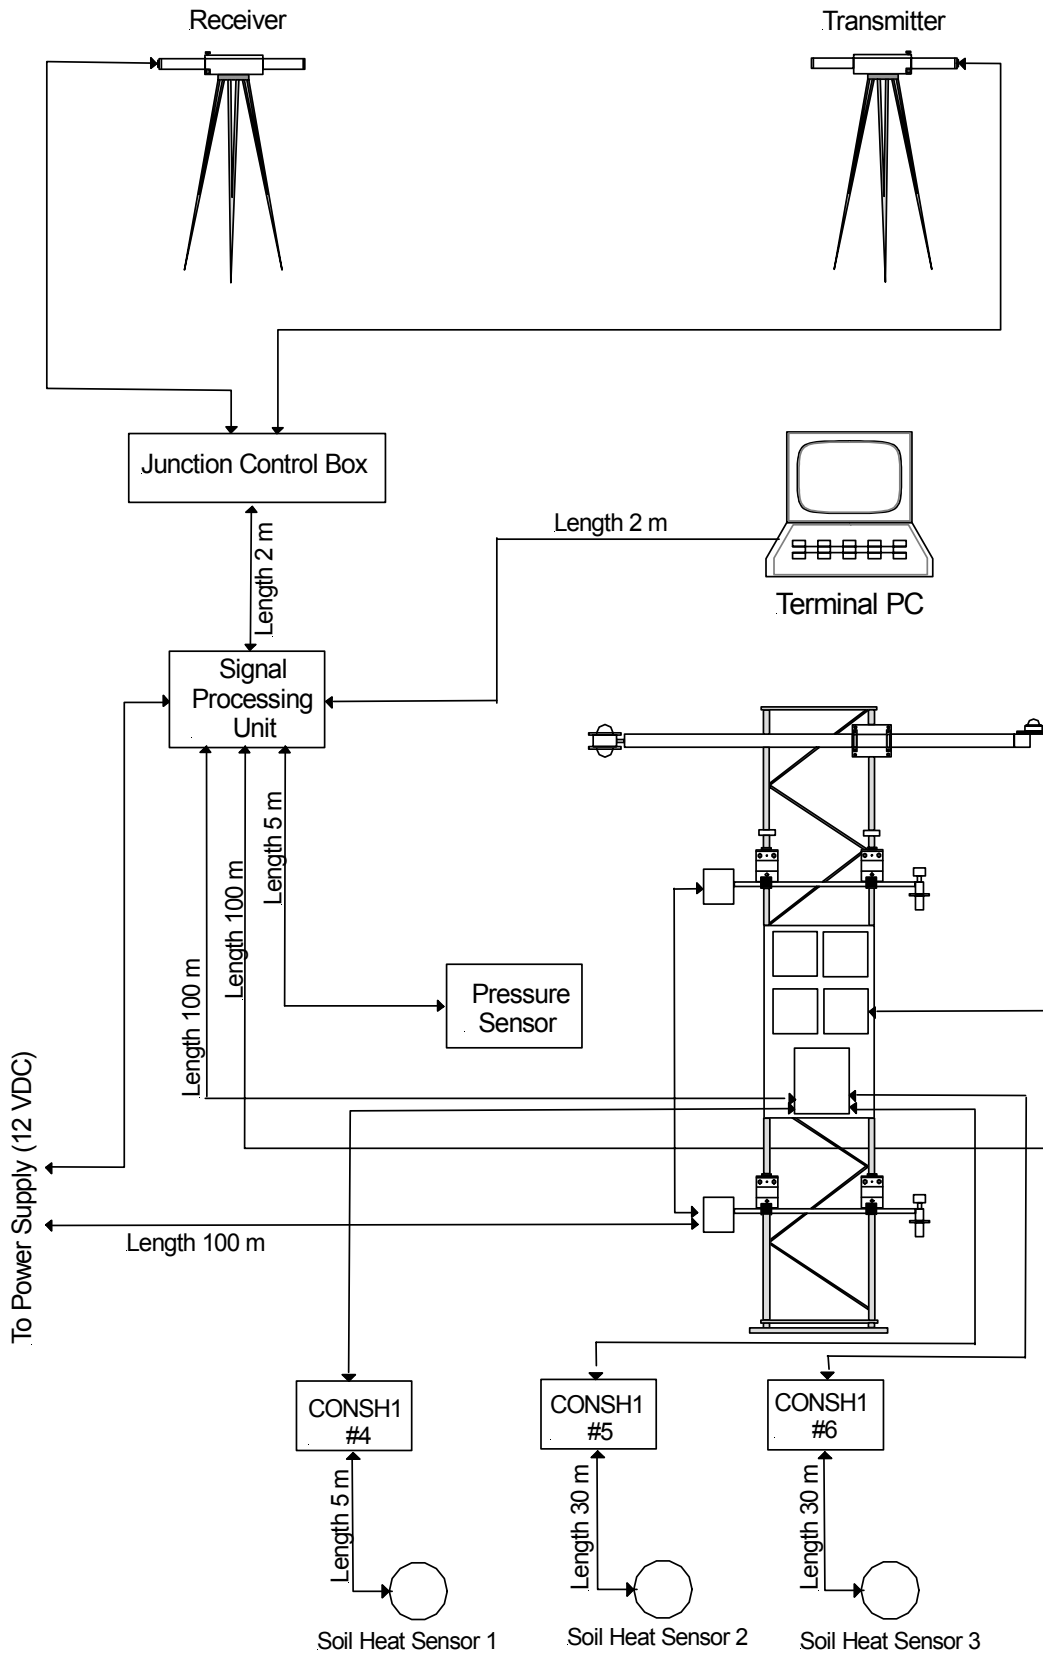 Receiver
Transmitter
Junction Control Box
Length 2 m
Length 2 m
Terminal PC
Signal
Processing
Unit
Length 5 m
Length 100 m
Length 100 m
Pressure
Sensor
To Power Supply (12 VDC)
Length 100 m
CONSH1
#4
CONSH1
#5
CONSH1
#6
Length 5 m
Length 30 m
Length 30 m
Soil Heat Sensor 1
Soil Heat Sensor 2
Soil Heat Sensor 3